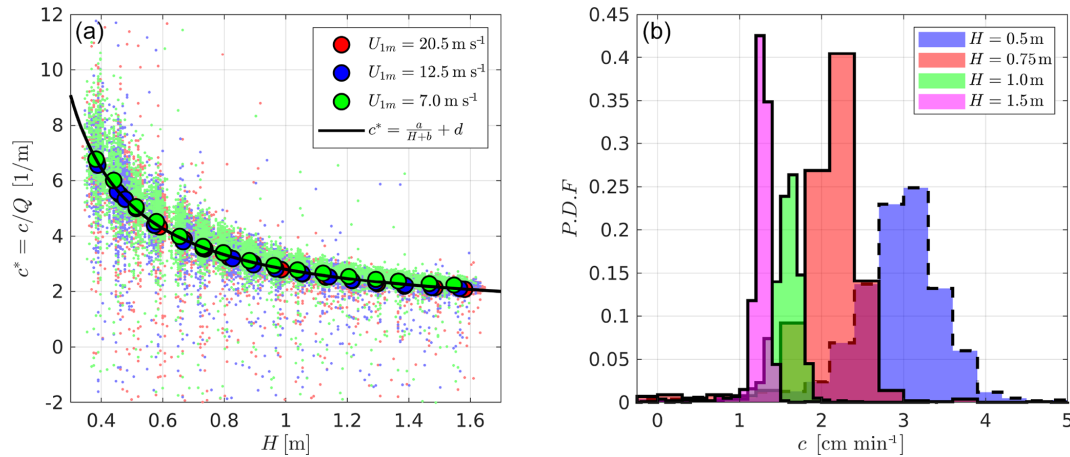 (a)
U1m = 20.5 m s-1
U1m = 12.5 m s-1
U1m = 7.0 m s-1
c* = a/(H+b) + d
12
10
8
6
4
2
0
-2
c* = c/Q [1/m]
0.4 0.6 0.8 1 1.2 1.4 1.6
H [m]
(b)
H = 0.5 m
H = 0.75 m
H = 1.0 m
H = 1.5 m
0.45
0.4
0.35
0.3
0.25
0.2
0.15
0.1
0.05
0
P.D.F
0 1 2 3 4 5
c [cm min-1]